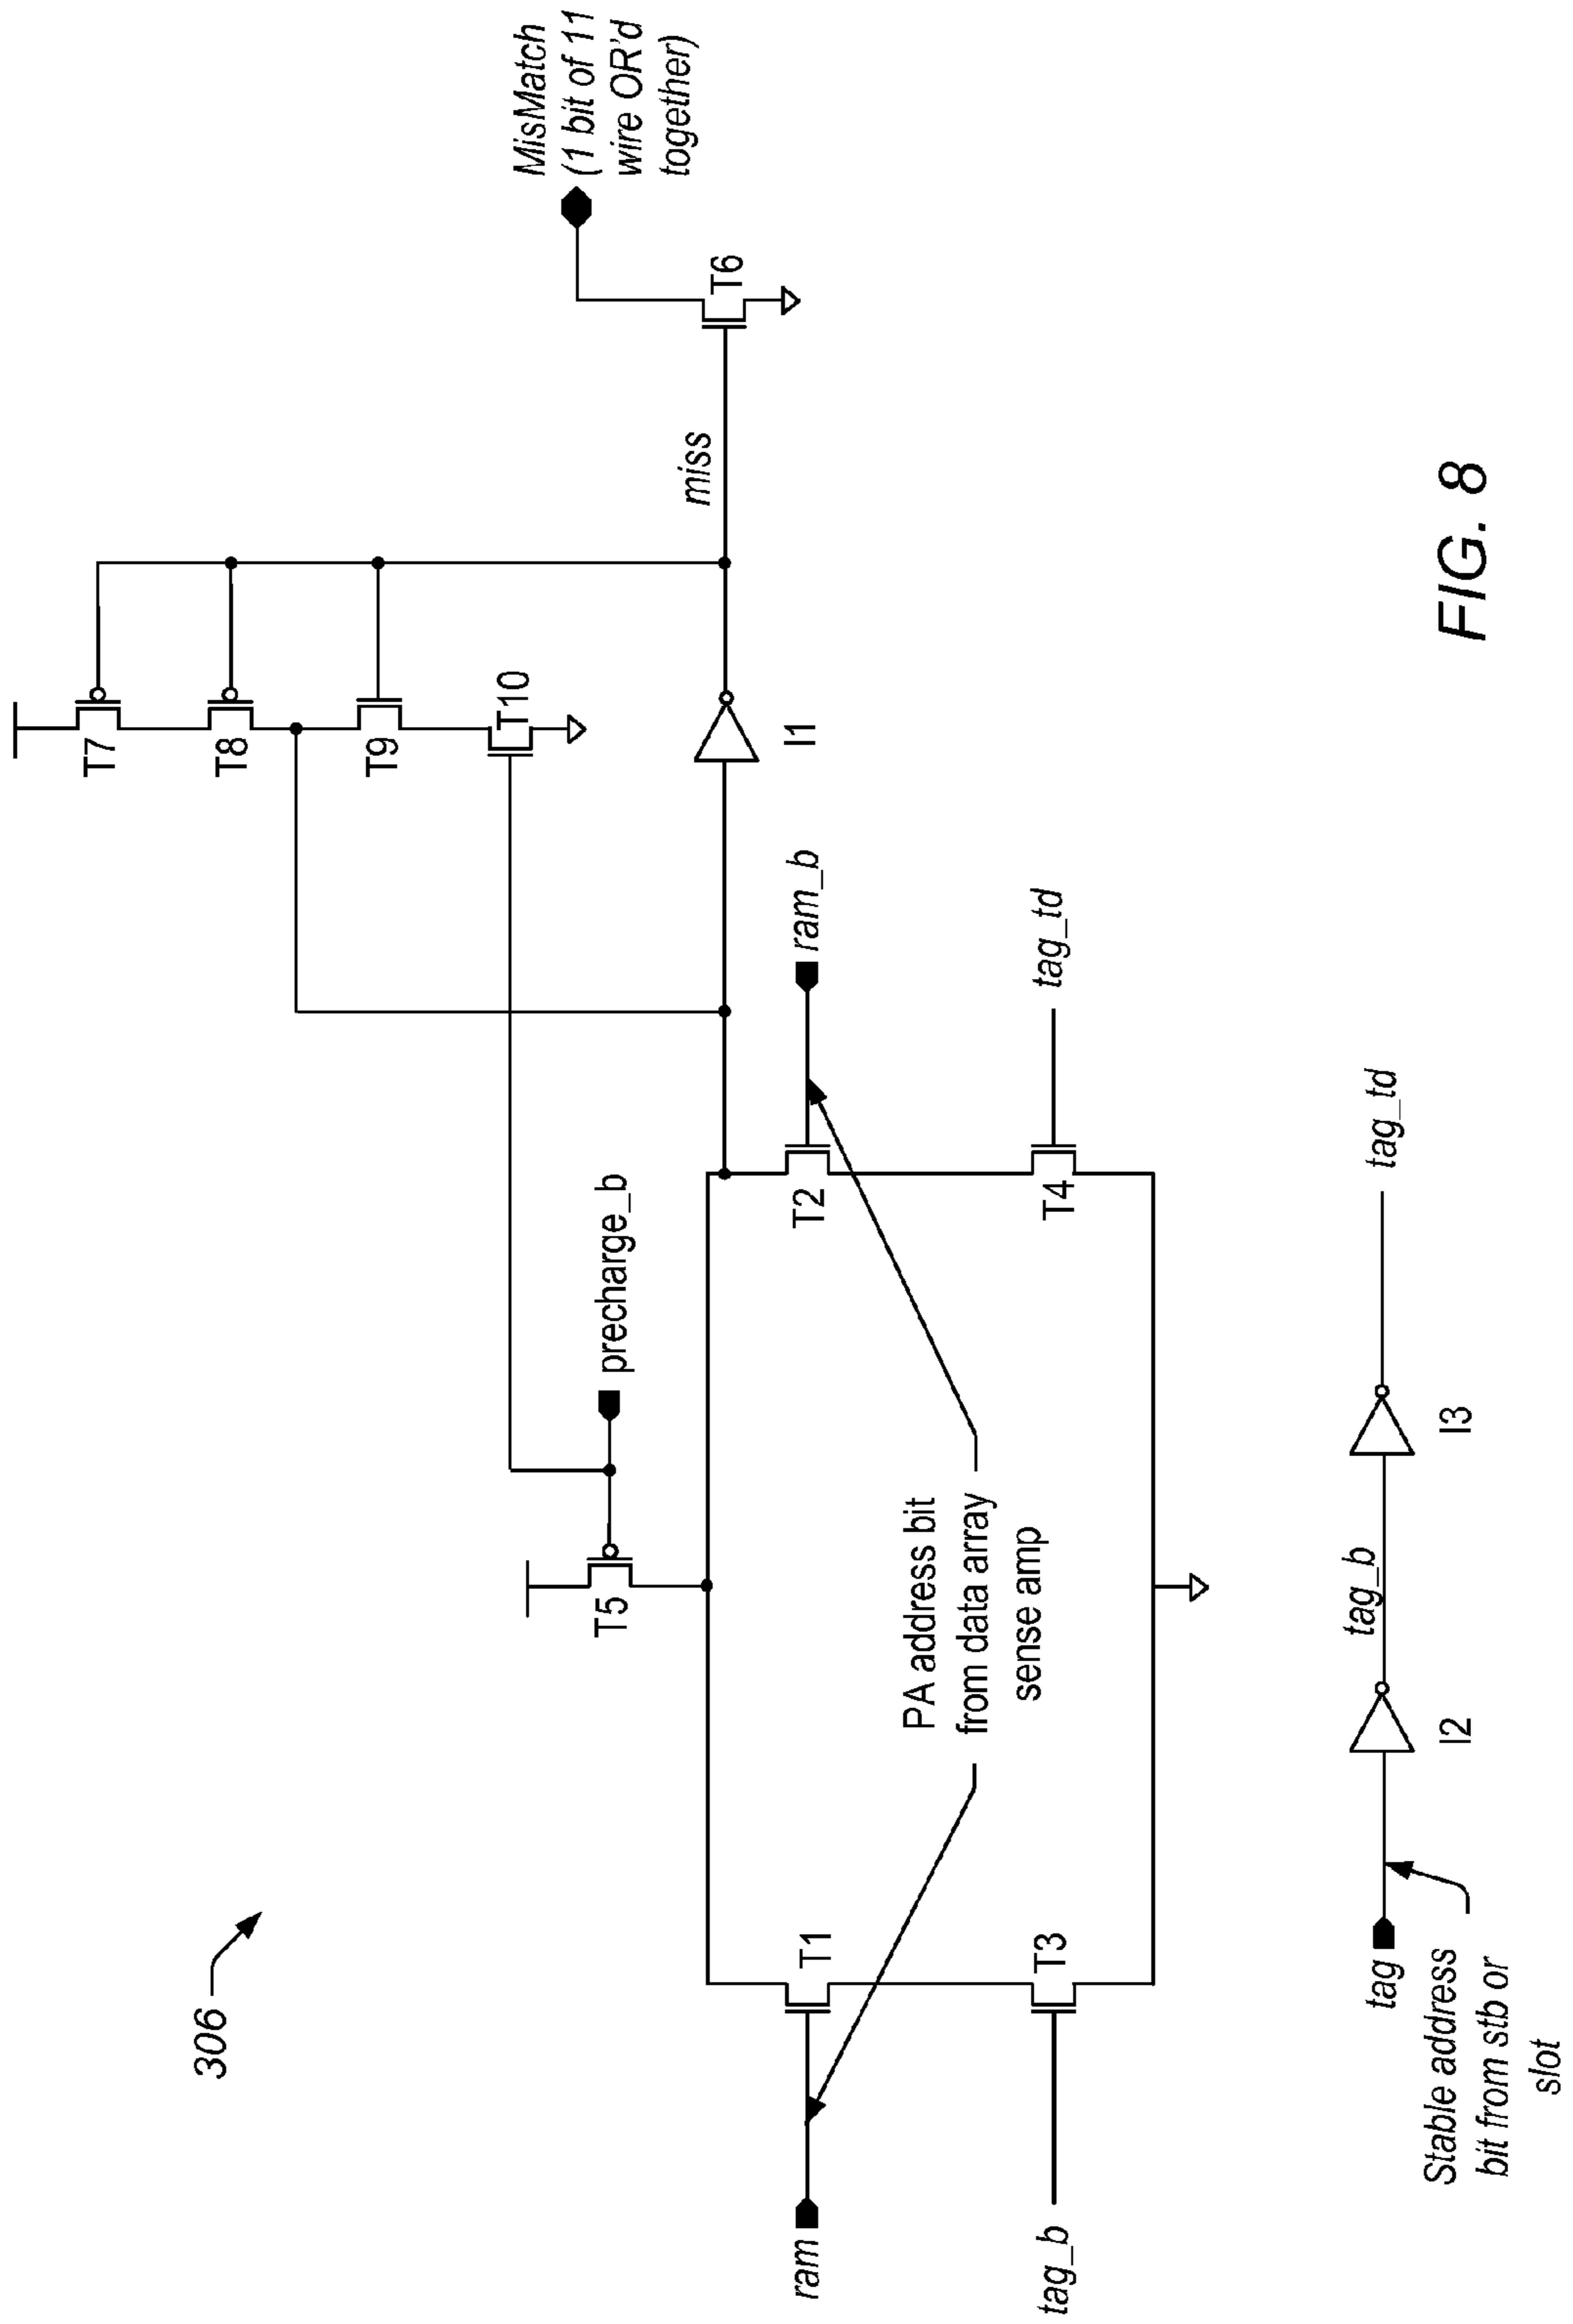 306
T7
T8
T9
T10
MisMatch
(1 bit of 11
wire OR'd
together)
T5
precharge_b
miss
T6
I1
ram
T1
T2
ram_b
PA address bit
from data array
sense amp
tag_b
T3
T4
tag_td
tag
Stable address
bit from stb or
slot
I2
tag_b
I3
tag_td
FIG. 8